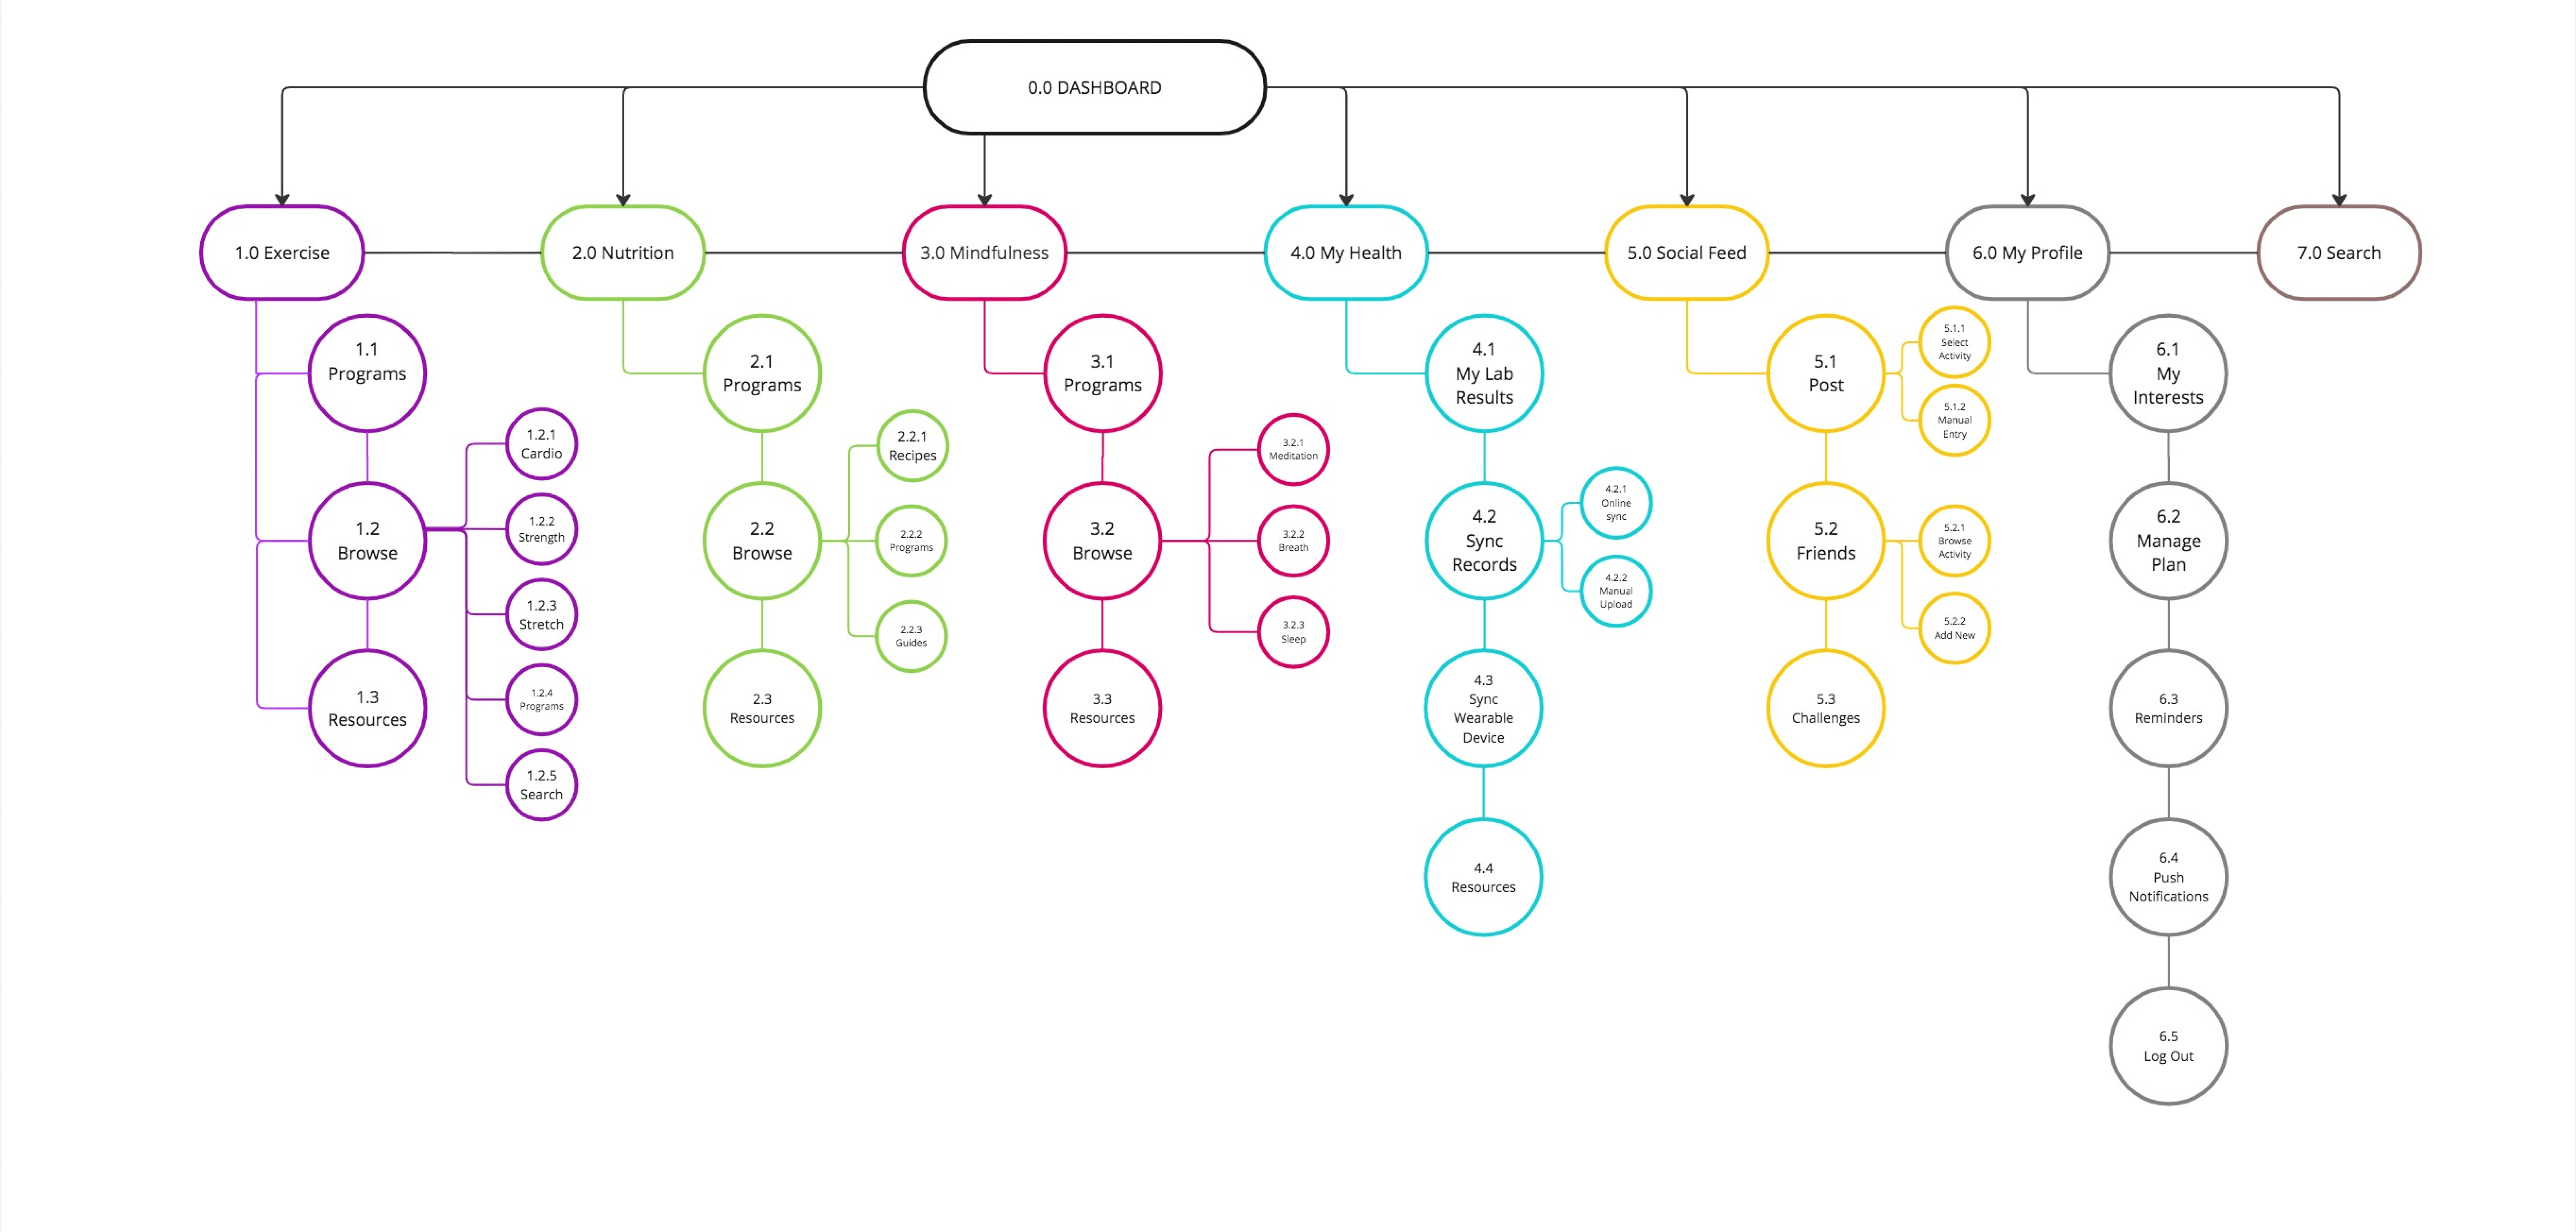 0.0 DASHBOARD
1.0 Exercise
2.0 Nutrition
3.0 Mindfulness
4.0 My Health
5.0 Social Feed
6.0 My Profile
7.0 Search
1.1
Programs
1.2
Browse
1.2.1
Cardio
1.2.2
Strength
1.2.3
Stretch
1.2.4
Programs
1.2.5
Search
1.3
Resources
2.1
Programs
2.2
Browse
2.2.1
Recipes
2.2.2
Programs
2.2.3
Guides
2.3
Resources
3.1
Programs
3.2
Browse
3.2.1
Meditation
3.2.2
Breath
3.2.3
Sleep
3.3
Resources
4.1
My Lab
Results
4.2
Sync
Records
4.2.1
Online
sync
4.2.2
Manual
Upload
4.3
Sync
Wearable
Device
4.4
Resources
5.1
Post
5.1.1
Select
Activity
5.1.2
Manual
Entry
5.2
Friends
5.2.1
Browse
Activity
5.2.2
Add New
5.3
Challenges
6.1
My
Interests
6.2
Manage
Plan
6.3
Reminders
6.4
Push
Notifications
6.5
Log Out